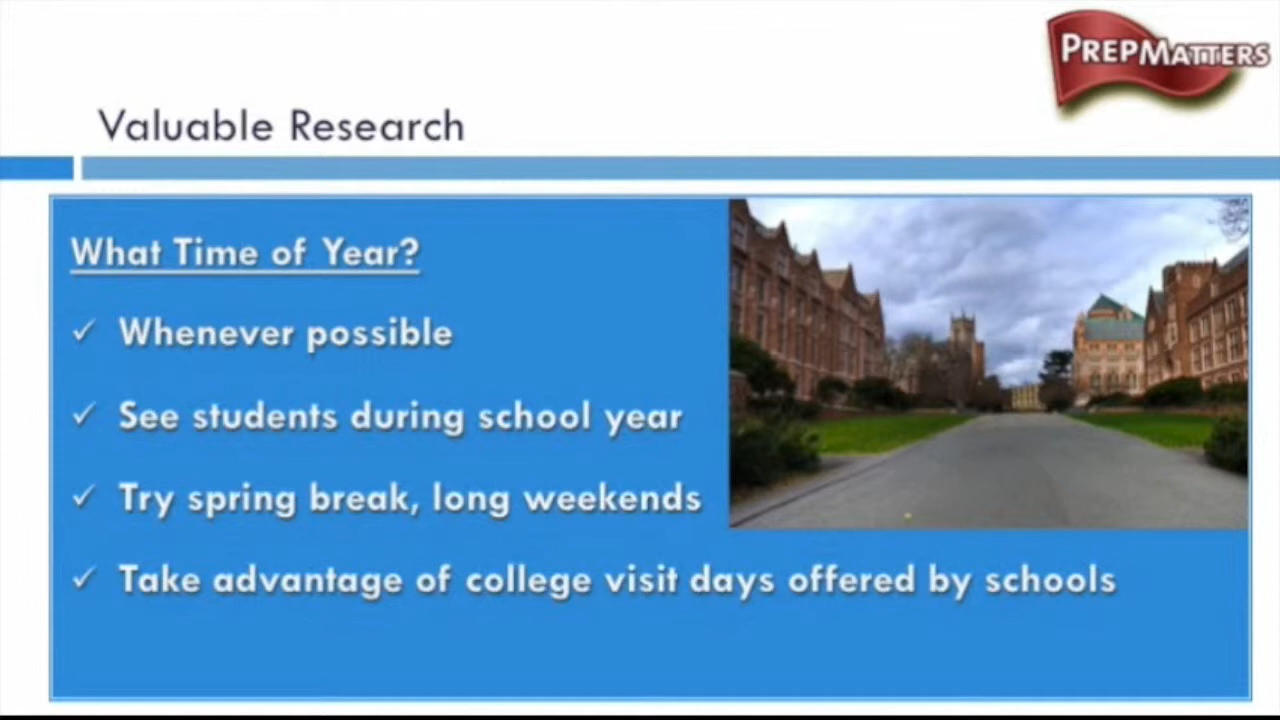 PREPMATTERS
Valuable Research
What Time of Year?
✓ Whenever possible
✓ See students during school year
✓ Try spring break, long weekends
✓ Take advantage of college visit days offered by schools